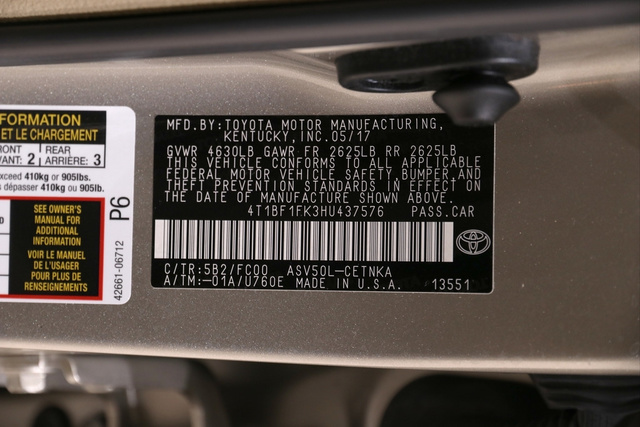 FORMATION
ET LE CHARGEMENT
REAR
VANT: 2 ARRIÈRE: 3
exceed 410kg or 905lbs.
dépasser 410kg ou 905lb.
SEE OWNER'S
MANUAL FOR
ADDITIONAL
INFORMATION
VOIR LE MANUEL
DE L'USAGER
POUR PLUS DE
RENSEIGNEMENTS
P6
42661-06712
MFD.BY:TOYOTA MOTOR MANUFACTURING,
KENTUCKY,INC.05/17
GVWR 4630LB GAWR FR 2625LB RR 2625LB
THIS VEHICLE CONFORMS TO ALL APPLICABLE
FEDERAL MOTOR VEHICLE SAFETY,BUMPER,AND
THEFT PREVENTION STANDARDS IN EFFECT ON
THE DATE OF MANUFACTURE SHOWN ABOVE.
4T1BF1FK3HU437576 PASS.CAR
C/TR:5B2/FC00 ASV50L-CETNKA
A/TM:-01A/U760E MADE IN U.S.A. 13551